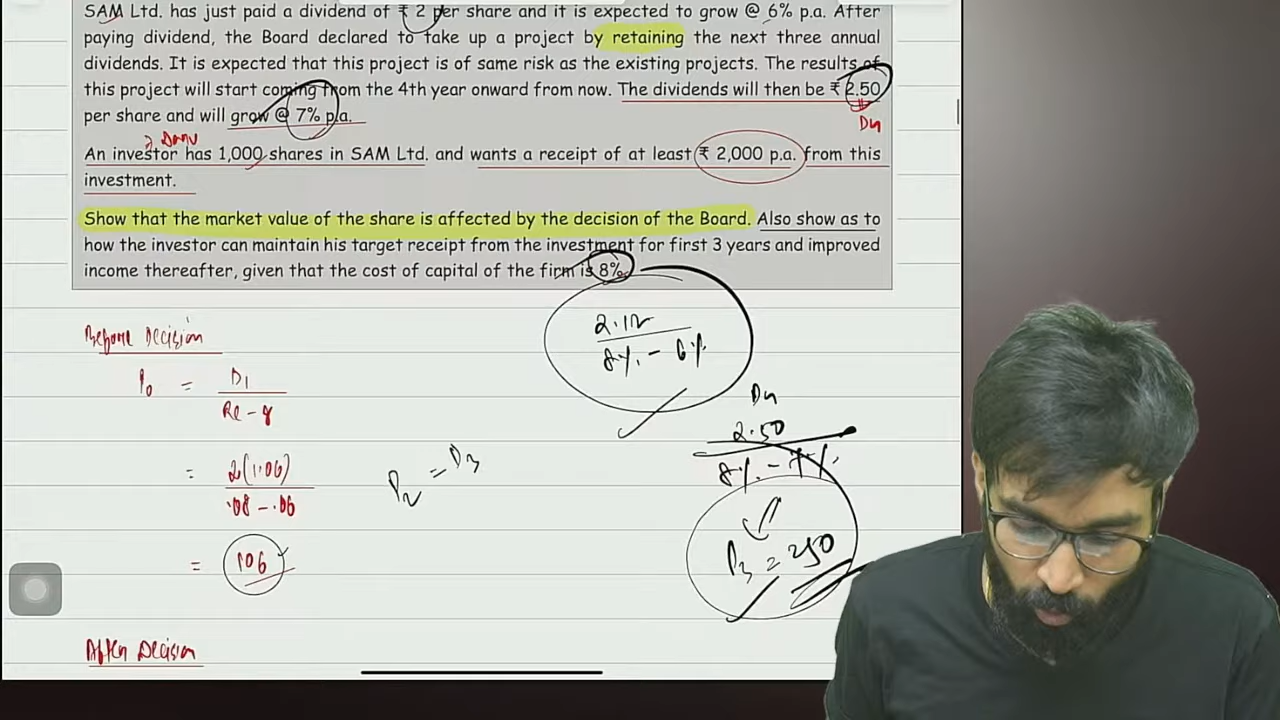 SAM Ltd. has just paid a dividend of ₹ 2 per share and it is expected to grow @ 6% p.a. After
paying dividend, the Board declared to take up a project by retaining the next three annual
dividends. It is expected that this project is of same risk as the existing projects. The results of
this project will start coming from the 4th year onward from now. The dividends will then be ₹ 2.50
per share and will grow @ 7% p.a.
D4
An investor has 1,000 shares in SAM Ltd. and wants a receipt of at least ₹ 2,000 p.a. from this
investment.
Show that the market value of the share is affected by the decision of the Board. Also show as to
how the investor can maintain his target receipt from the investment for first 3 years and improved
income thereafter, given that the cost of capital of the firm is 8%.
Before Decision
P0 = D1
Re - g
= 2(1.06)
.08 - .06
= 106
After Decision
2.12
8% - 6%
P2 = D3
D4
2.50
8% - 7%
P3 = 250